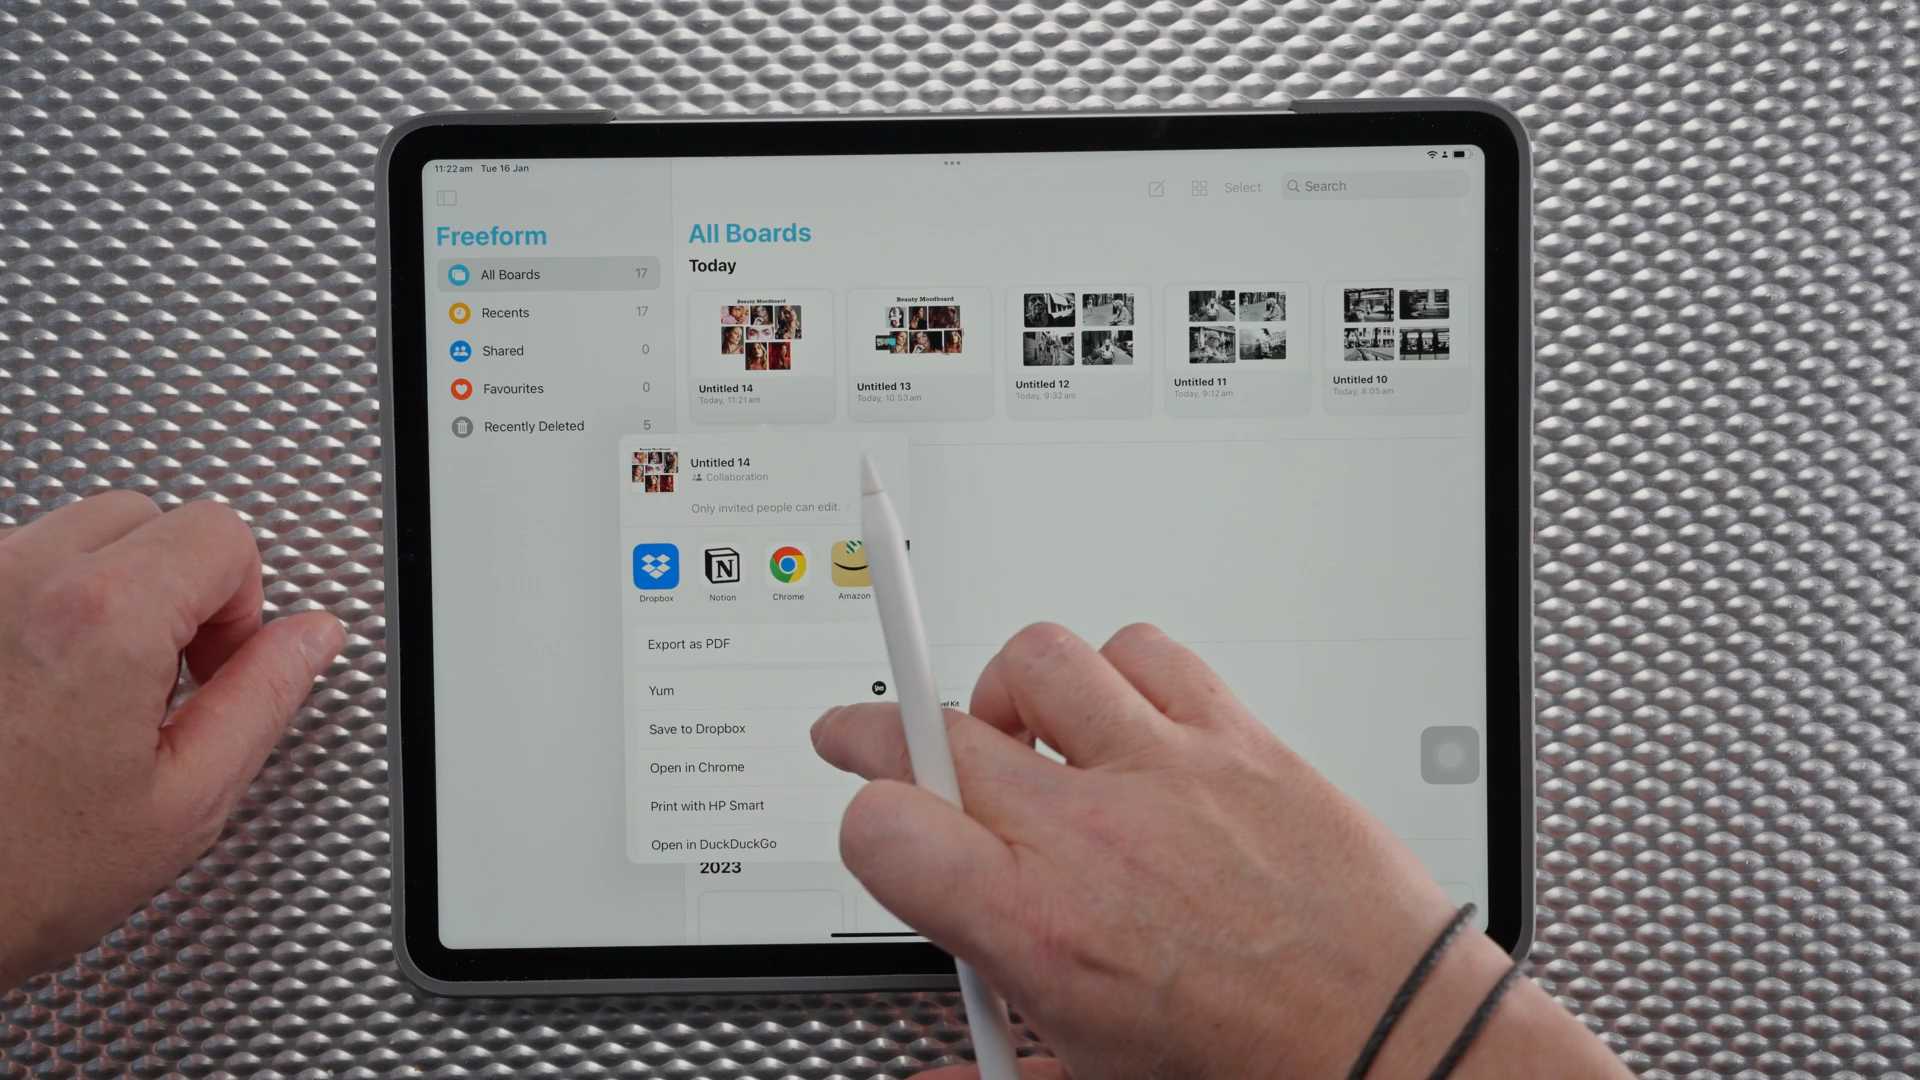 11:22 am Tue 16 Jan
Select
Search
Freeform
All Boards 17
Recents 17
Shared 0
Favourites 0
Recently Deleted 5
All Boards
Today
Beauty Moodboard
Untitled 14
Today, 11:21 am
Beauty Moodboard
Untitled 13
Today, 10:53 am
Untitled 12
Today, 9:32 am
Untitled 11
Today, 9:12 am
Untitled 10
Today, 8:05 am
Untitled 14
Collaboration
Only invited people can edit.
Dropbox
Notion
Chrome
Amazon
Export as PDF
Yum
Save to Dropbox
Open in Chrome
Print with HP Smart
Open in DuckDuckGo
2023